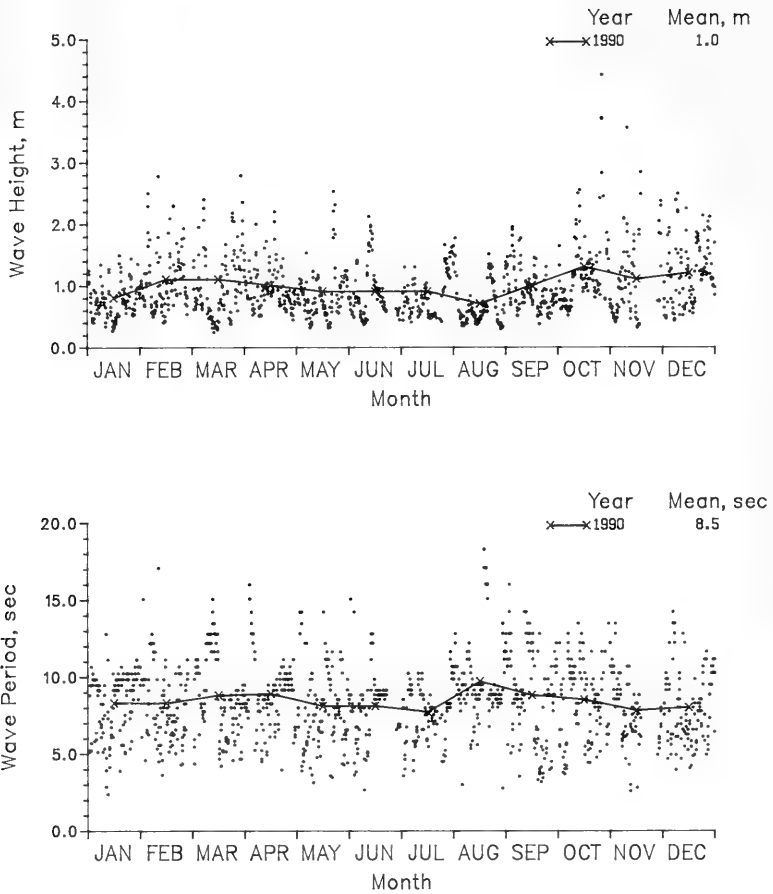 Year Mean, m
1990 1.0
5.0
4.0
3.0
2.0
1.0
0.0
Wave Height, m
JAN FEB MAR APR MAY JUN JUL AUG SEP OCT NOV DEC
Month
Year Mean, sec
1990 8.5
20.0
15.0
10.0
5.0
0.0
Wave Period, sec
JAN FEB MAR APR MAY JUN JUL AUG SEP OCT NOV DEC
Month